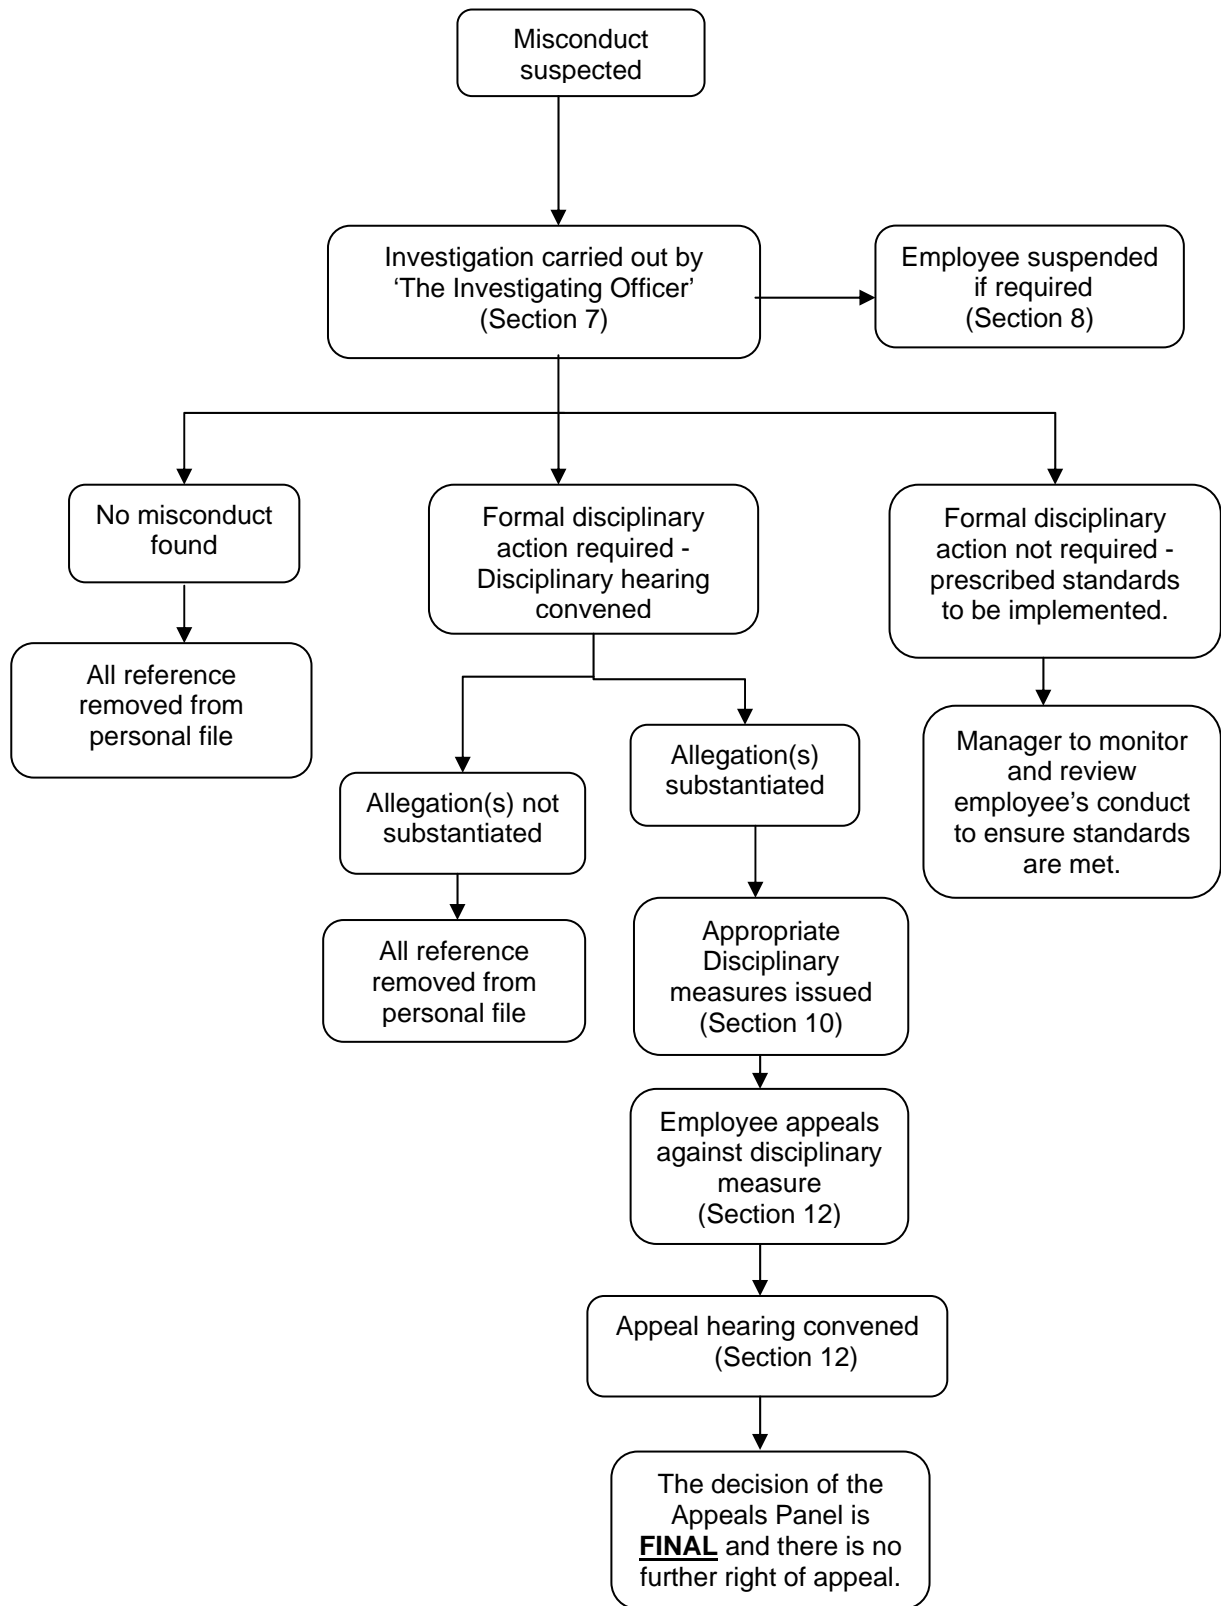 Misconduct
suspected
Investigation carried out by
‘The Investigating Officer’
(Section 7)
Employee suspended
if required
(Section 8)
No misconduct
found
Formal disciplinary
action required -
Disciplinary hearing
convened
Formal disciplinary
action not required -
prescribed standards
to be implemented.
All reference
removed from
personal file
Allegation(s) not
substantiated
Allegation(s)
substantiated
Manager to monitor
and review
employee’s conduct
to ensure standards
are met.
All reference
removed from
personal file
Appropriate
Disciplinary
measures issued
(Section 10)
Employee appeals
against disciplinary
measure
(Section 12)
Appeal hearing convened
(Section 12)
The decision of the
Appeals Panel is
FINAL and there is no
further right of appeal.